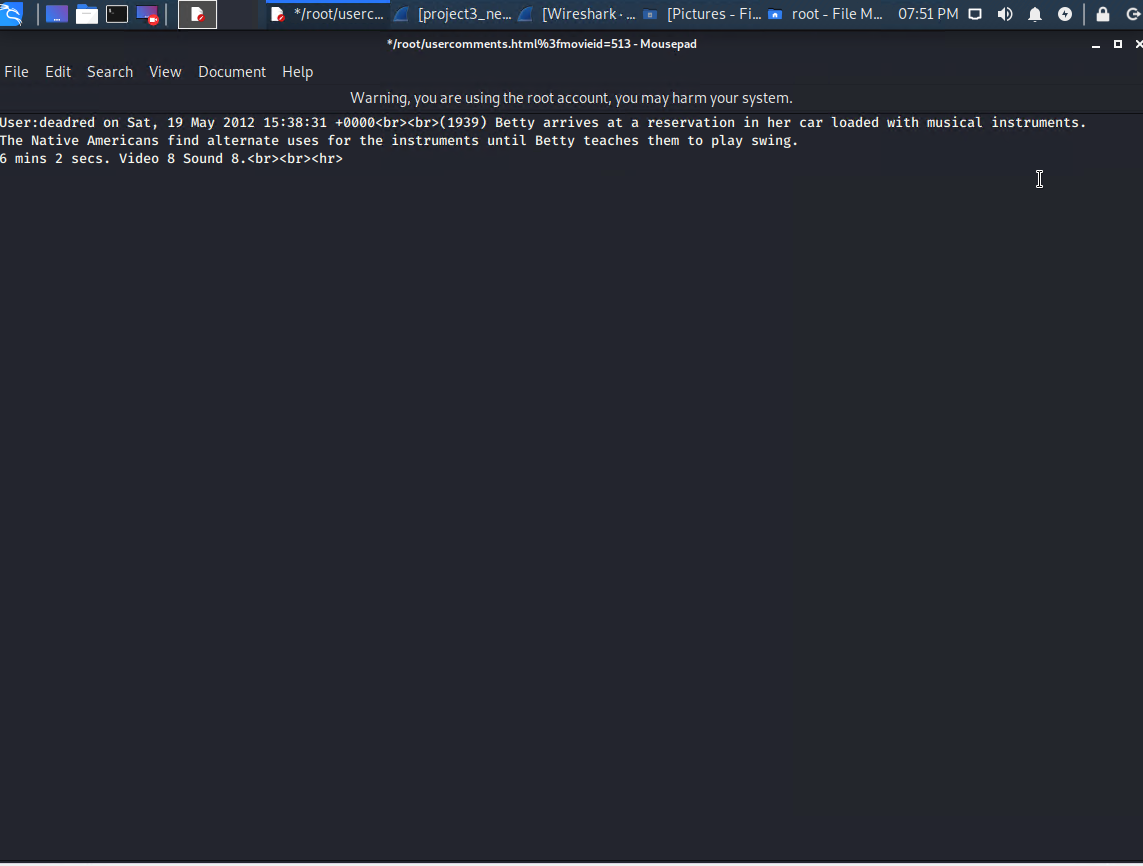 */root/userc... [project3_ne... [Wireshark · ... [Pictures - Fi... root - File M... 07:51 PM
*/root/usercomments.html%3fmovieid=513 - Mousepad
File Edit Search View Document Help
Warning, you are using the root account, you may harm your system.
User:deadred on Sat, 19 May 2012 15:38:31 +0000<br><br>(1939) Betty arrives at a reservation in her car loaded with musical instruments.
The Native Americans find alternate uses for the instruments until Betty teaches them to play swing.
6 mins 2 secs. Video 8 Sound 8.<br><br><hr>